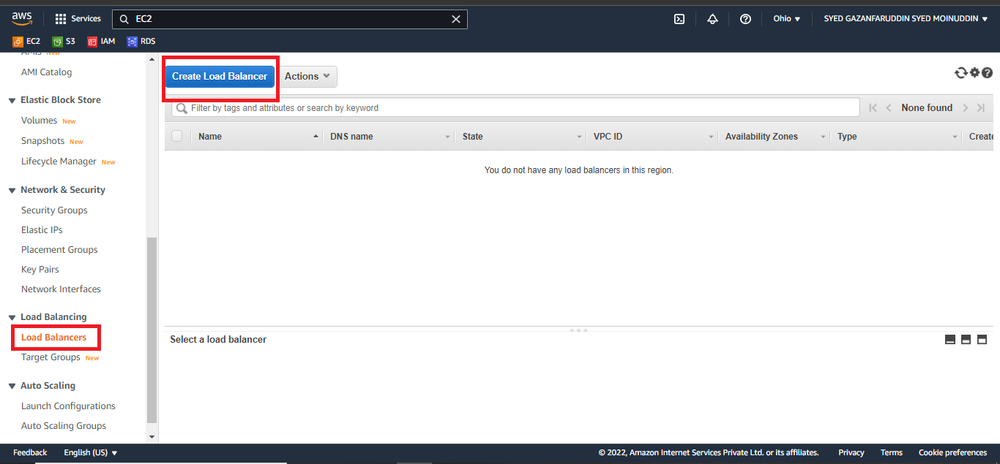 aws Services EC2 Ohio SYED GAZANFARUDDIN SYED MOINUDDIN
EC2 S3 IAM RDS
AMIs New
AMI Catalog
Elastic Block Store
Volumes New
Snapshots New
Lifecycle Manager New
Network & Security
Security Groups
Elastic IPs
Placement Groups
Key Pairs
Network Interfaces
Load Balancing
Load Balancers
Target Groups New
Auto Scaling
Launch Configurations
Auto Scaling Groups
Create Load Balancer Actions
Filter by tags and attributes or search by keyword None found
Name DNS name State VPC ID Availability Zones Type Create
You do not have any load balancers in this region.
Select a load balancer
Feedback English (US) © 2022, Amazon Internet Services Private Ltd. or its affiliates. Privacy Terms Cookie preferences